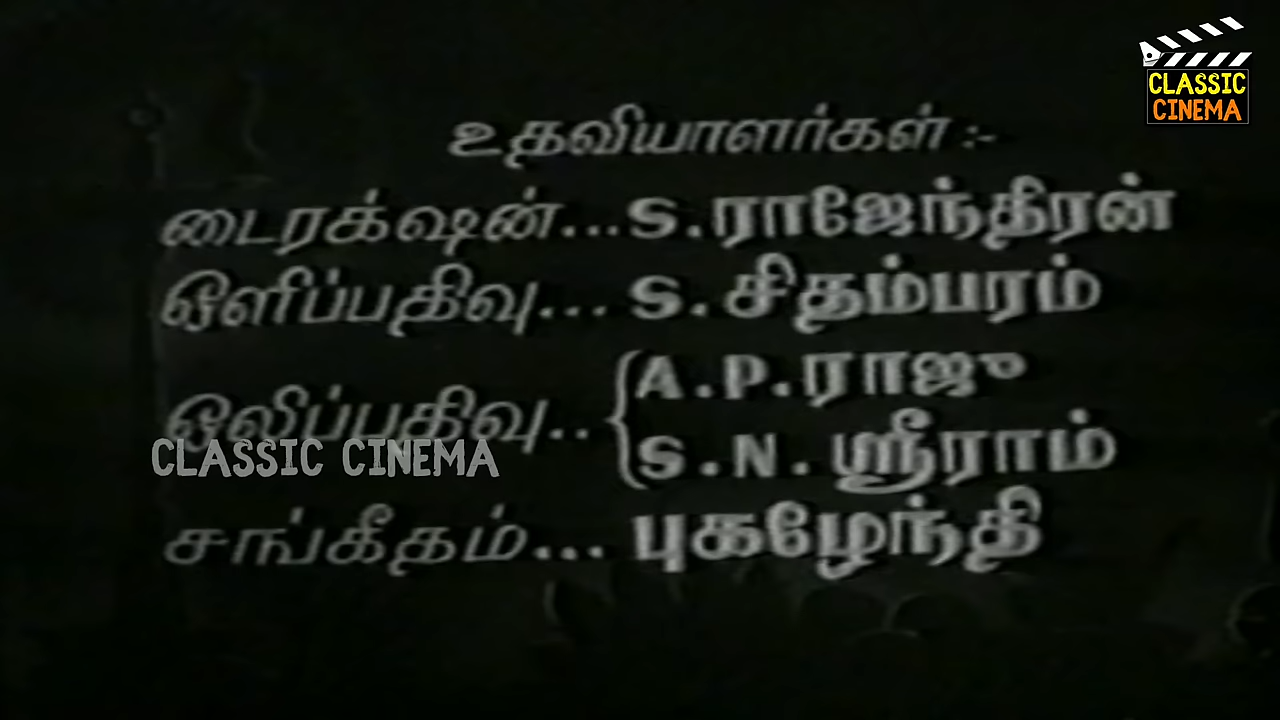 CLASSIC
CINEMA
உதவியாளர்கள் :-
டைரக்ஷன்...S.ராஜேந்திரன்
ஒளிப்பதிவு... S.சிதம்பரம்
ஒலிப்பதிவு.. { A.P.ராஜு
S.N.ஸ்ரீராம்
CLASSIC CINEMA
சங்கீதம்... புகழேந்தி